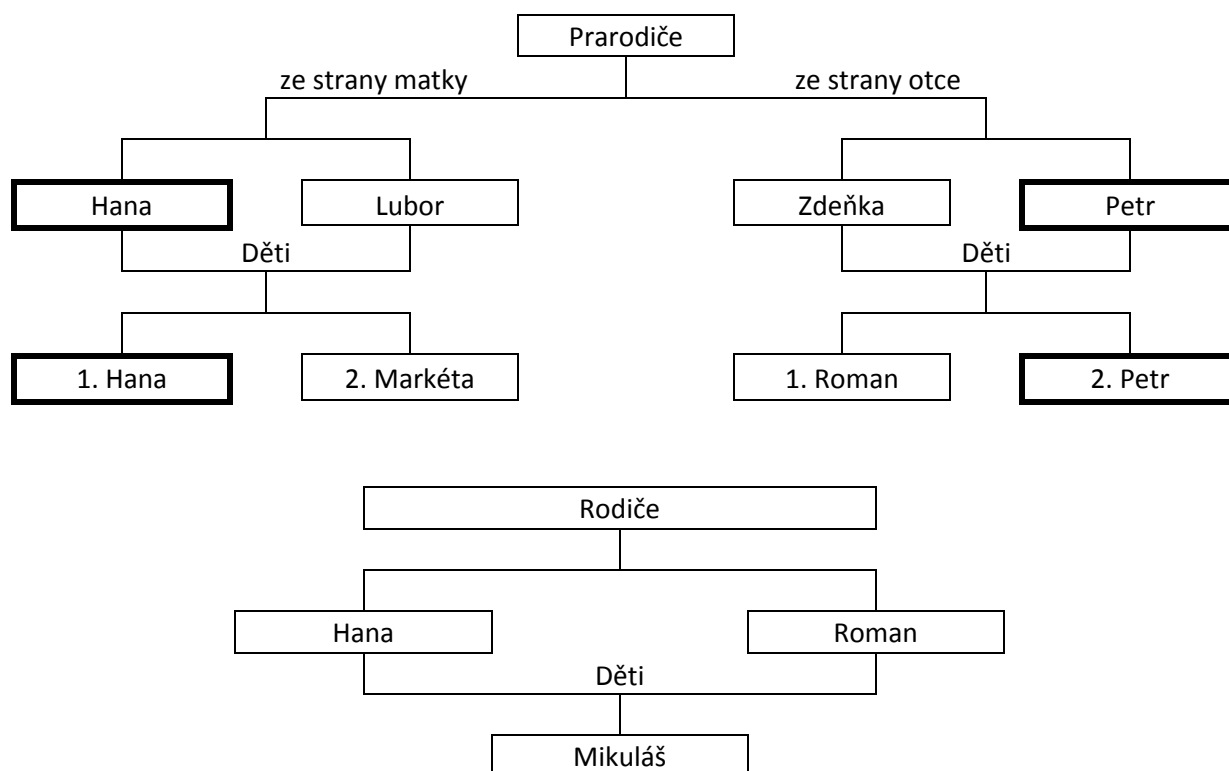 Prarodiče
ze strany matky ze strany otce
Hana Lubor Zdeňka Petr
Děti Děti
1. Hana 2. Markéta 1. Roman 2. Petr
Rodiče
Hana Roman
Děti
Mikuláš